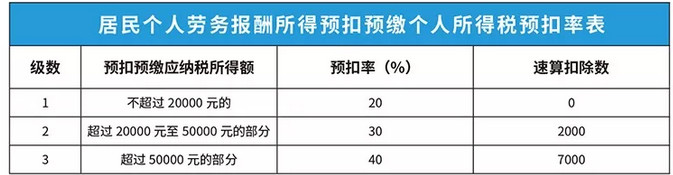 居民个人劳务报酬所得预扣预缴个人所得税预扣率表
级数 预扣预缴应纳税所得额 预扣率（%） 速算扣除数
1 不超过 20000 元的 20 0
2 超过 20000 元至 50000 元的部分 30 2000
3 超过 50000 元的部分 40 7000